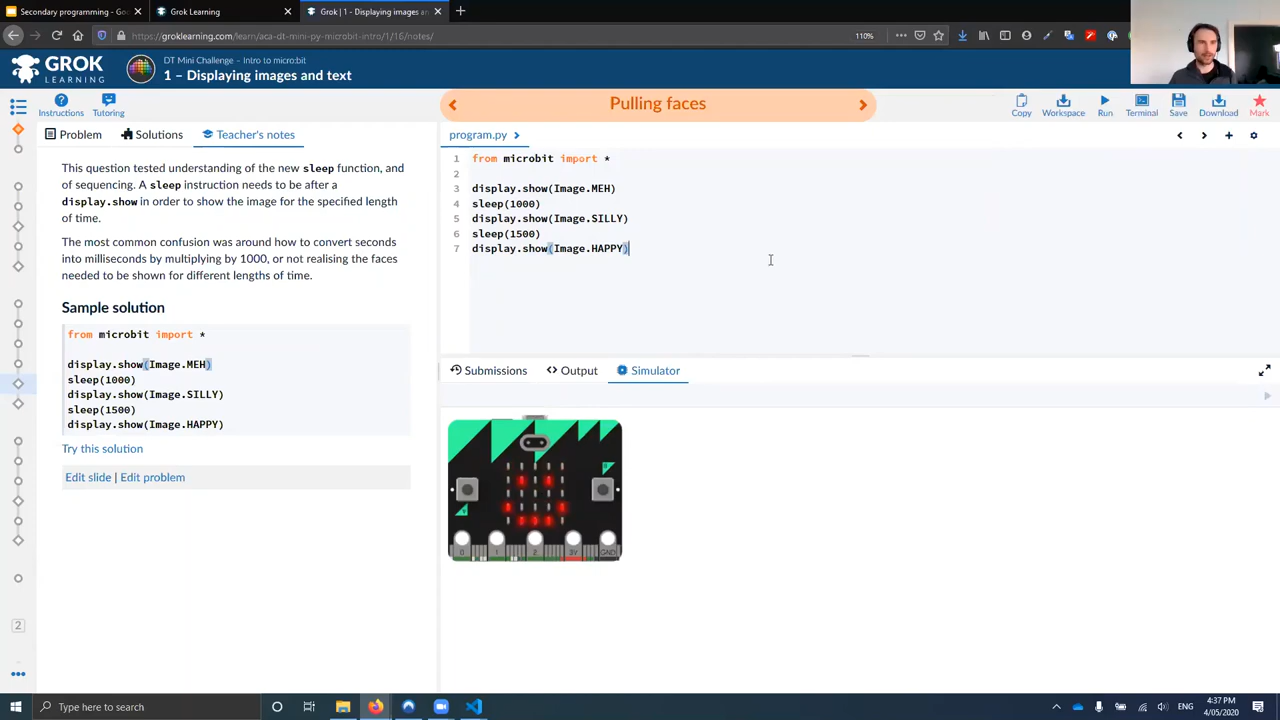 Secondary programming - Go
Grok Learning
Grok | 1 - Displaying images an
https://groklearning.com/learn/aca-dt-mini-py-microbit-intro/1/16/notes/
110%
GROK
LEARNING
DT Mini Challenge - Intro to micro:bit
1 – Displaying images and text
Instructions
Tutoring
Pulling faces
Copy
Workspace
Run
Terminal
Save
Download
Mark
Problem
Solutions
Teacher's notes
program.py
This question tested understanding of the new sleep function, and
of sequencing. A sleep instruction needs to be after a
display.show in order to show the image for the specified length
of time.
The most common confusion was around how to convert seconds
into milliseconds by multiplying by 1000, or not realising the faces
needed to be shown for different lengths of time.
Sample solution
from microbit import *
display.show(Image.MEH)
sleep(1000)
display.show(Image.SILLY)
sleep(1500)
display.show(Image.HAPPY)
Try this solution
Edit slide | Edit problem
2
1 from microbit import *
2
3 display.show(Image.MEH)
4 sleep(1000)
5 display.show(Image.SILLY)
6 sleep(1500)
7 display.show(Image.HAPPY)
Submissions
Output
Simulator
0 1 2 3V GND
Type here to search
ENG
4:37 PM
4/05/2020